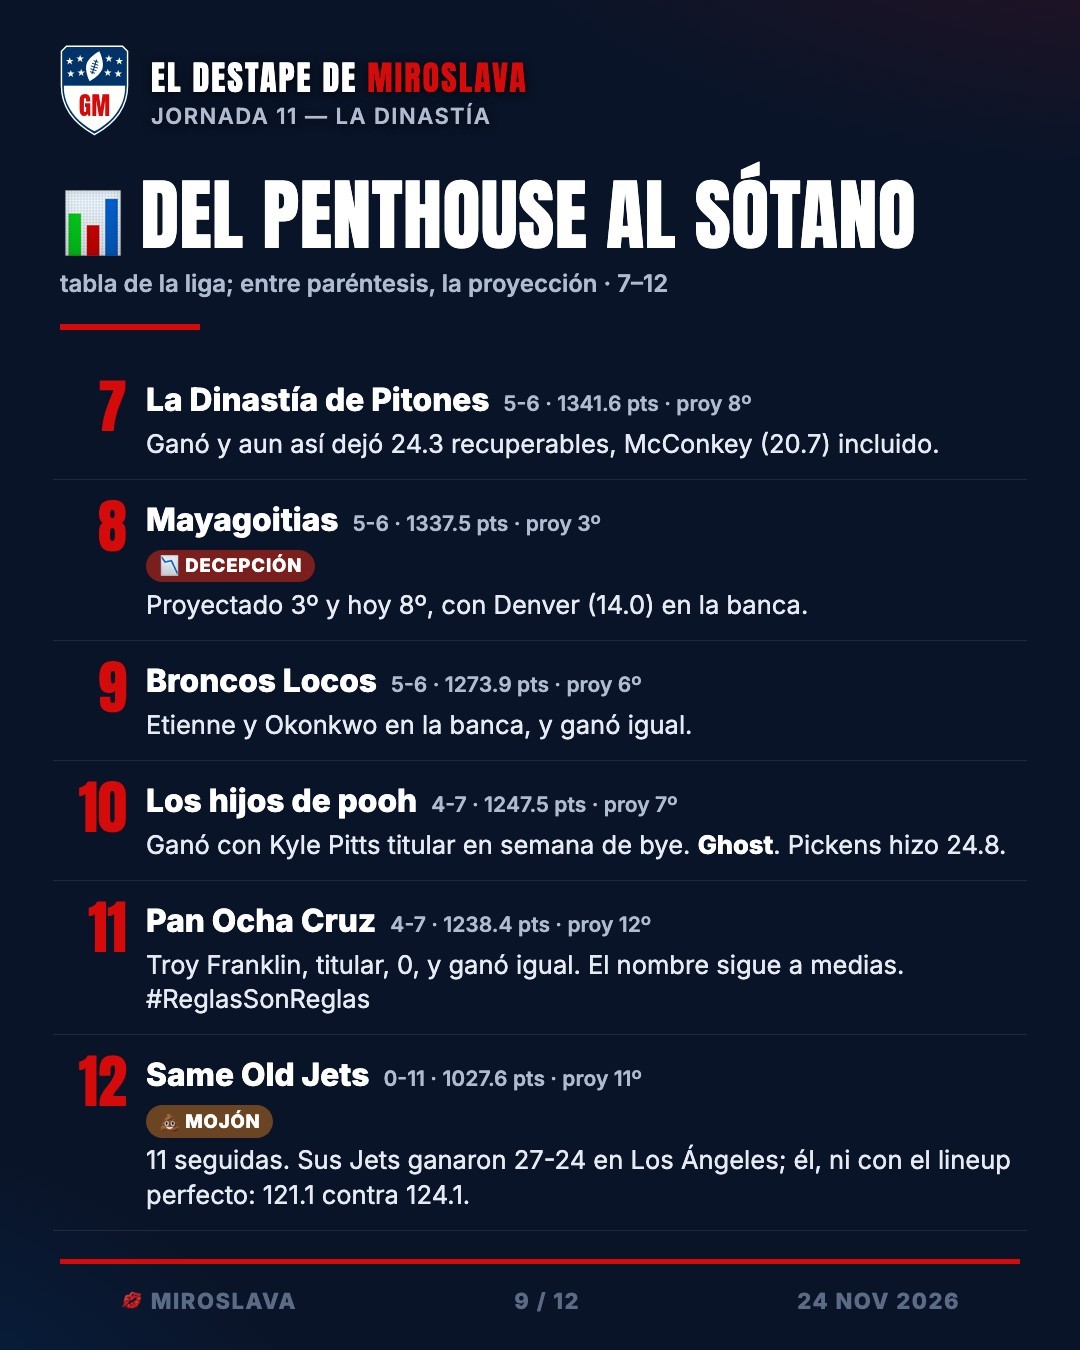 GM
EL DESTAPE DE MIROSLAVA
JORNADA 11 — LA DINASTÍA
DEL PENTHOUSE AL SÓTANO
tabla de la liga; entre paréntesis, la proyección · 7–12
7 La Dinastía de Pitones 5-6 · 1341.6 pts · proy 8º
Ganó y aun así dejó 24.3 recuperables, McConkey (20.7) incluido.
8 Mayagoitias 5-6 · 1337.5 pts · proy 3º
DECEPCIÓN
Proyectado 3º y hoy 8º, con Denver (14.0) en la banca.
9 Broncos Locos 5-6 · 1273.9 pts · proy 6º
Etienne y Okonkwo en la banca, y ganó igual.
10 Los hijos de pooh 4-7 · 1247.5 pts · proy 7º
Ganó con Kyle Pitts titular en semana de bye. Ghost. Pickens hizo 24.8.
11 Pan Ocha Cruz 4-7 · 1238.4 pts · proy 12º
Troy Franklin, titular, 0, y ganó igual. El nombre sigue a medias.
#ReglasSonReglas
12 Same Old Jets 0-11 · 1027.6 pts · proy 11º
MOJÓN
11 seguidas. Sus Jets ganaron 27-24 en Los Ángeles; él, ni con el lineup
perfecto: 121.1 contra 124.1.
MIROSLAVA 9 / 12 24 NOV 2026